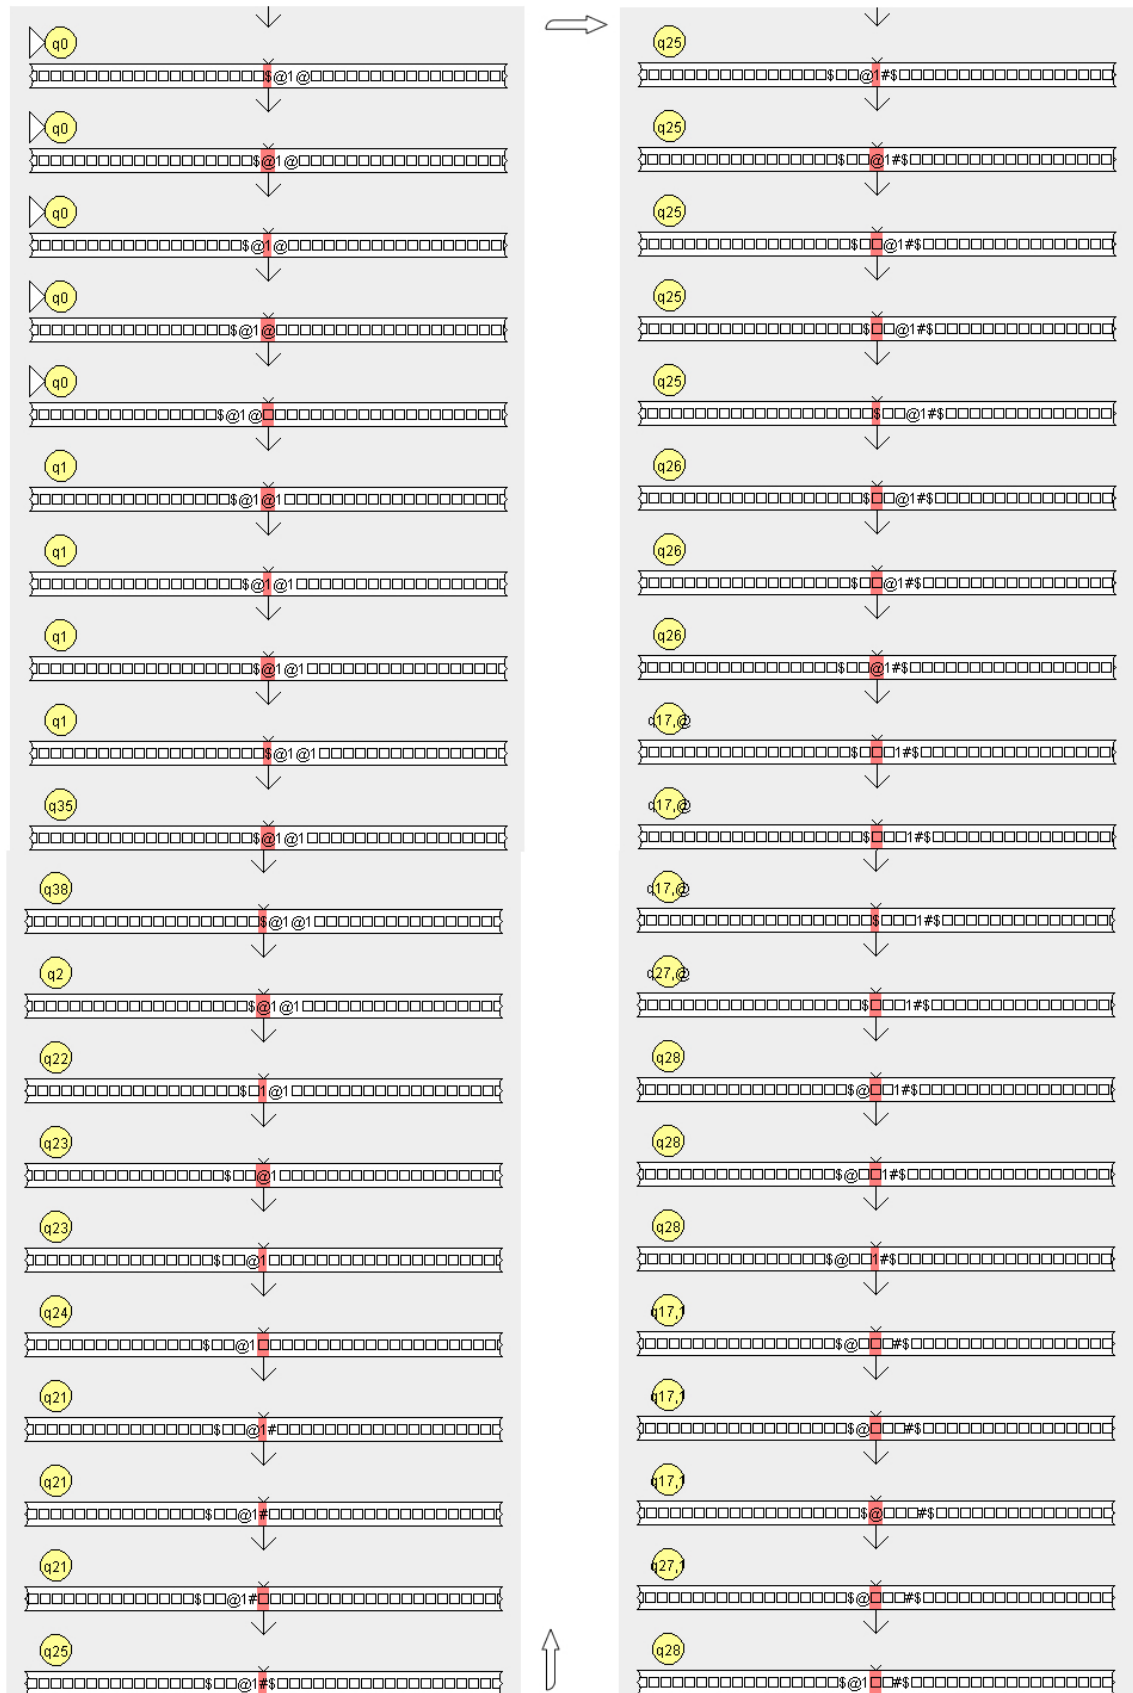 q0
$@1@
q0
$@1@
q0
$@1@
q0
$@1@
q0
$@1@
q1
$@1@1
q1
$@1@1
q1
$@1@1
q1
$@1@1
q35
$@1@1
q38
$@1@1
q2
$@1@1
q22
$□1@1
q23
$□□@1
q23
$□□@1
q24
$□□@1
q21
$□□@1#
q21
$□□@1#
q21
$□□@1#
q25
$□□@1#$
q25
$□□@1#$
q25
$□□@1#$
q25
$□□@1#$
q25
$□□@1#$
q25
$□□@1#$
q26
$□□@1#$
q26
$□□@1#$
q26
$□□@1#$
q17,@
$□□□1#$
q17,@
$□□□1#$
q17,@
$□□□1#$
q27,@
$□□□1#$
q28
$@□□1#$
q28
$@□□1#$
q28
$@□□1#$
q17,1
$@□□□#$
q17,1
$@□□□#$
q17,1
$@□□□#$
q27,1
$@□□□#$
q28
$@1□□#$